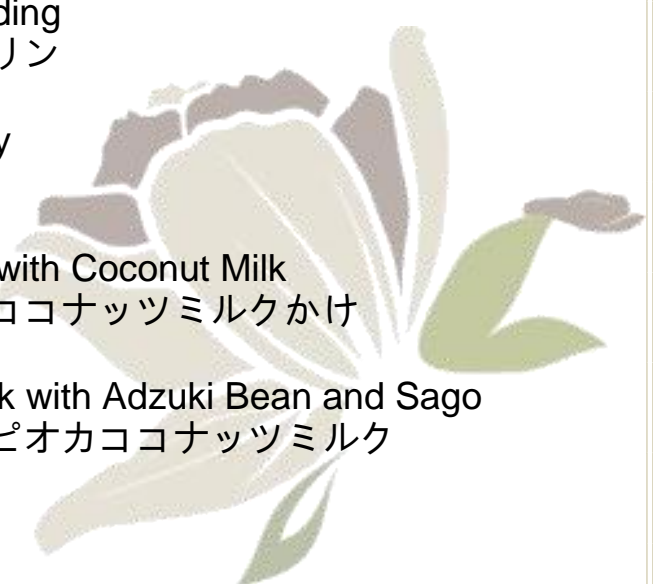 ding
リン
y
with Coconut Milk
ココナッツミルクかけ
k with Adzuki Bean and Sago
ピオカココナッツミルク